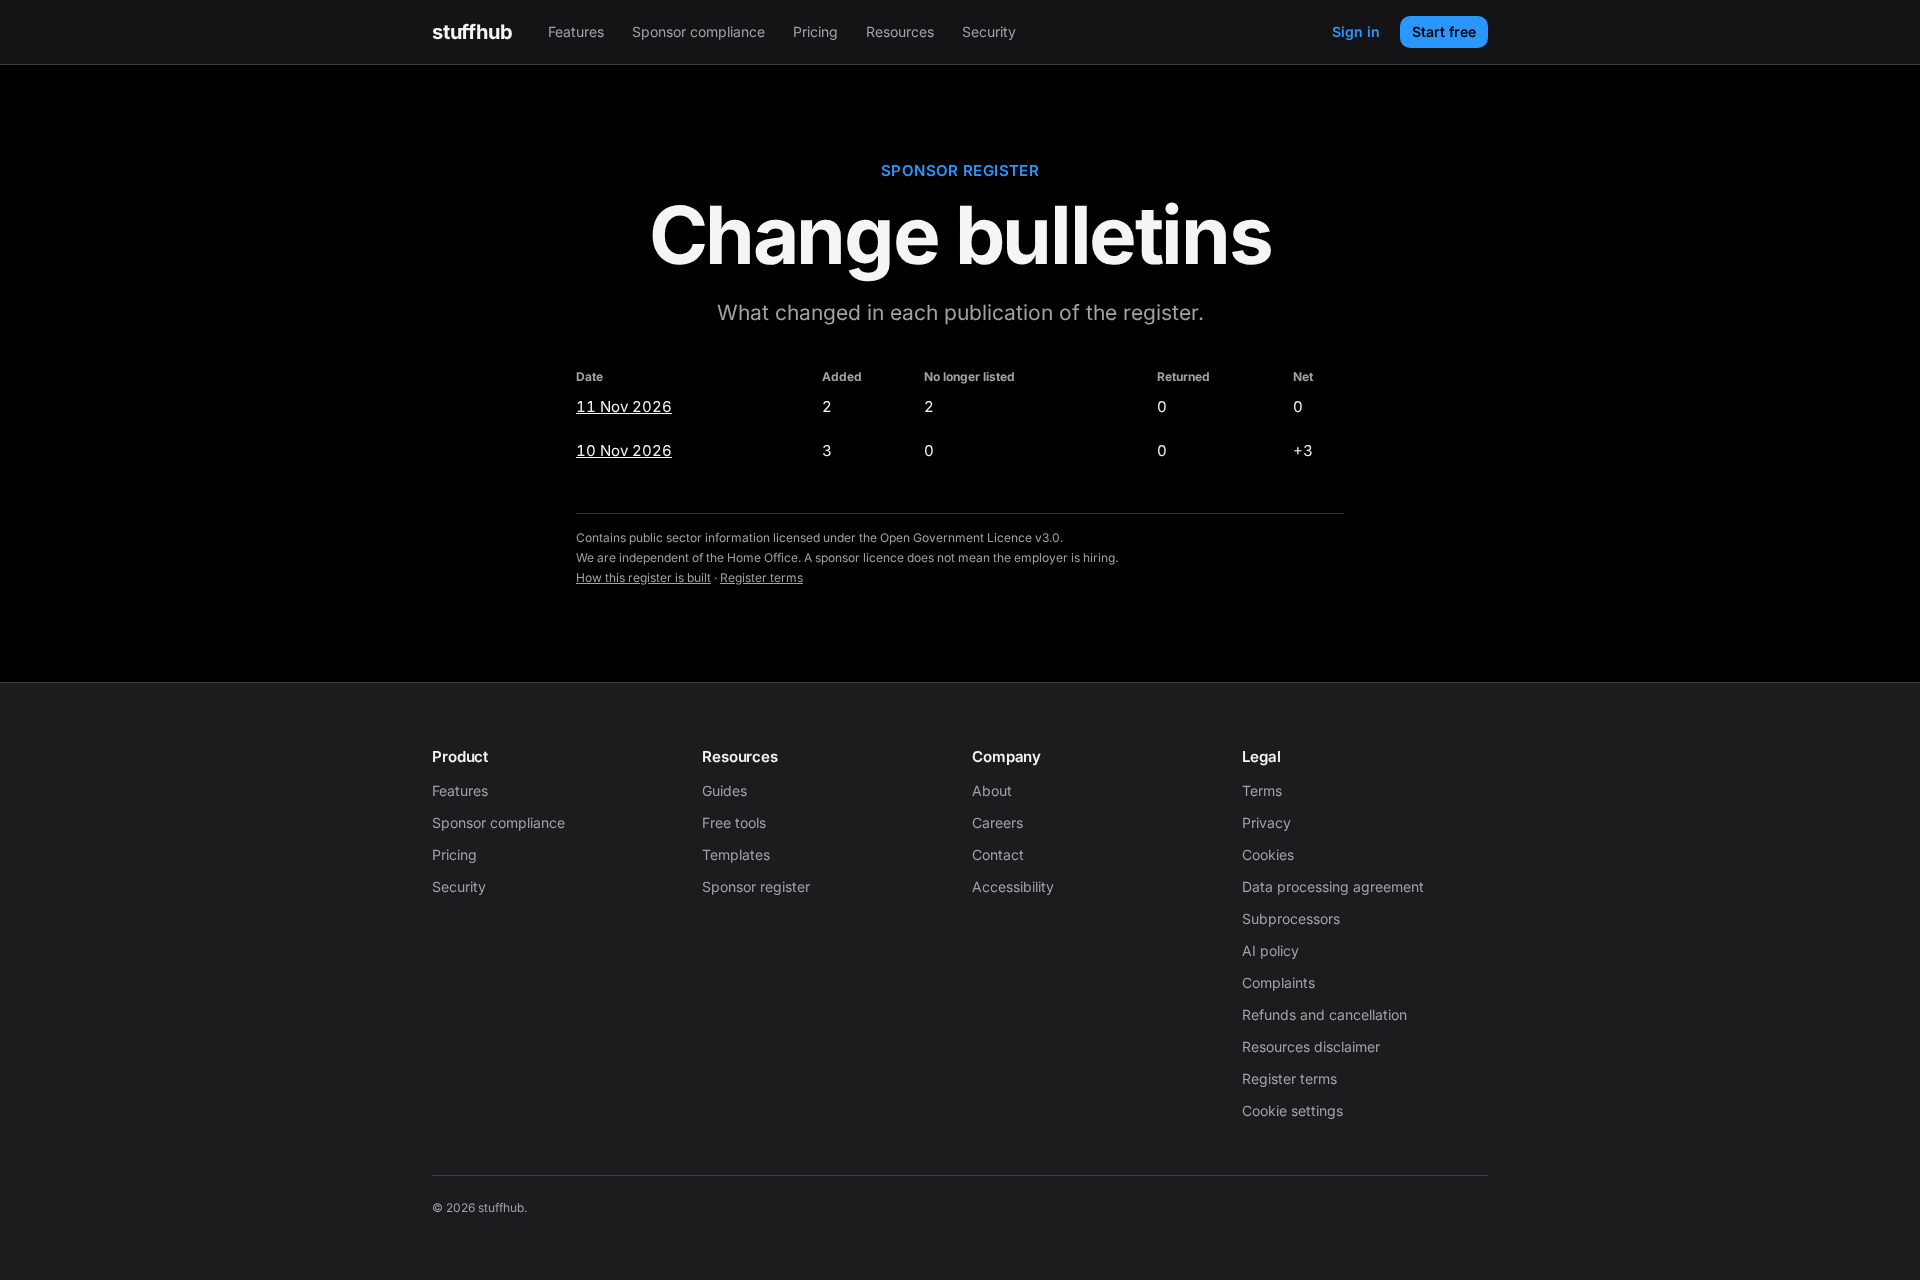 stuffhub Features Sponsor compliance Pricing Resources Security Sign in Start free
SPONSOR REGISTER
Change bulletins
What changed in each publication of the register.
Date Added No longer listed Returned Net
11 Nov 2026 2 2 0 0
10 Nov 2026 3 0 0 +3
Contains public sector information licensed under the Open Government Licence v3.0.
We are independent of the Home Office. A sponsor licence does not mean the employer is hiring.
How this register is built · Register terms
Product
Features
Sponsor compliance
Pricing
Security
Resources
Guides
Free tools
Templates
Sponsor register
Company
About
Careers
Contact
Accessibility
Legal
Terms
Privacy
Cookies
Data processing agreement
Subprocessors
AI policy
Complaints
Refunds and cancellation
Resources disclaimer
Register terms
Cookie settings
© 2026 stuffhub.